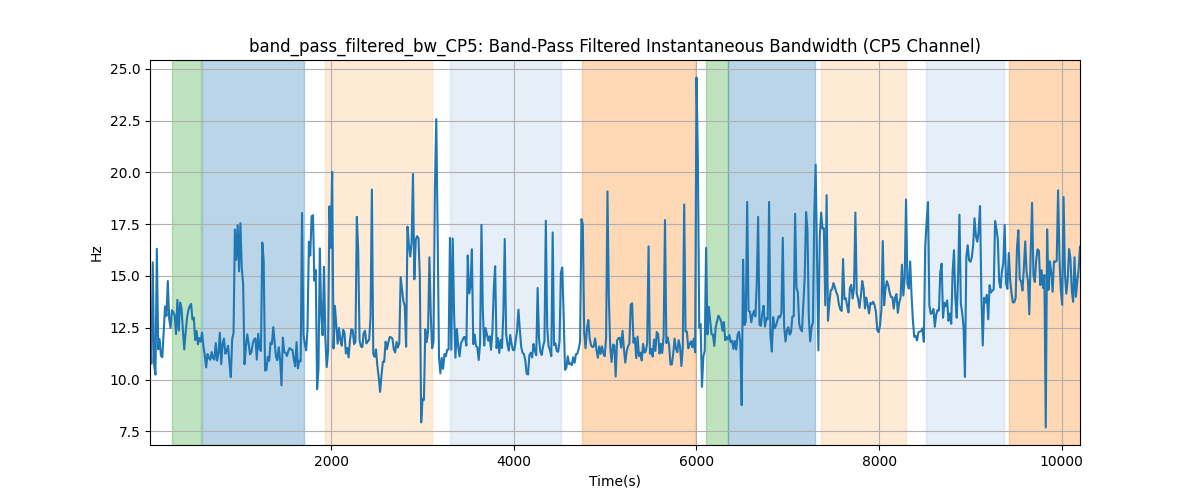 band_pass_filtered_bw_CP5: Band-Pass Filtered Instantaneous Bandwidth (CP5 Channel)
25.0
22.5
20.0
17.5
15.0
12.5
10.0
7.5
Hz
2000 4000 6000 8000 10000
Time(s)